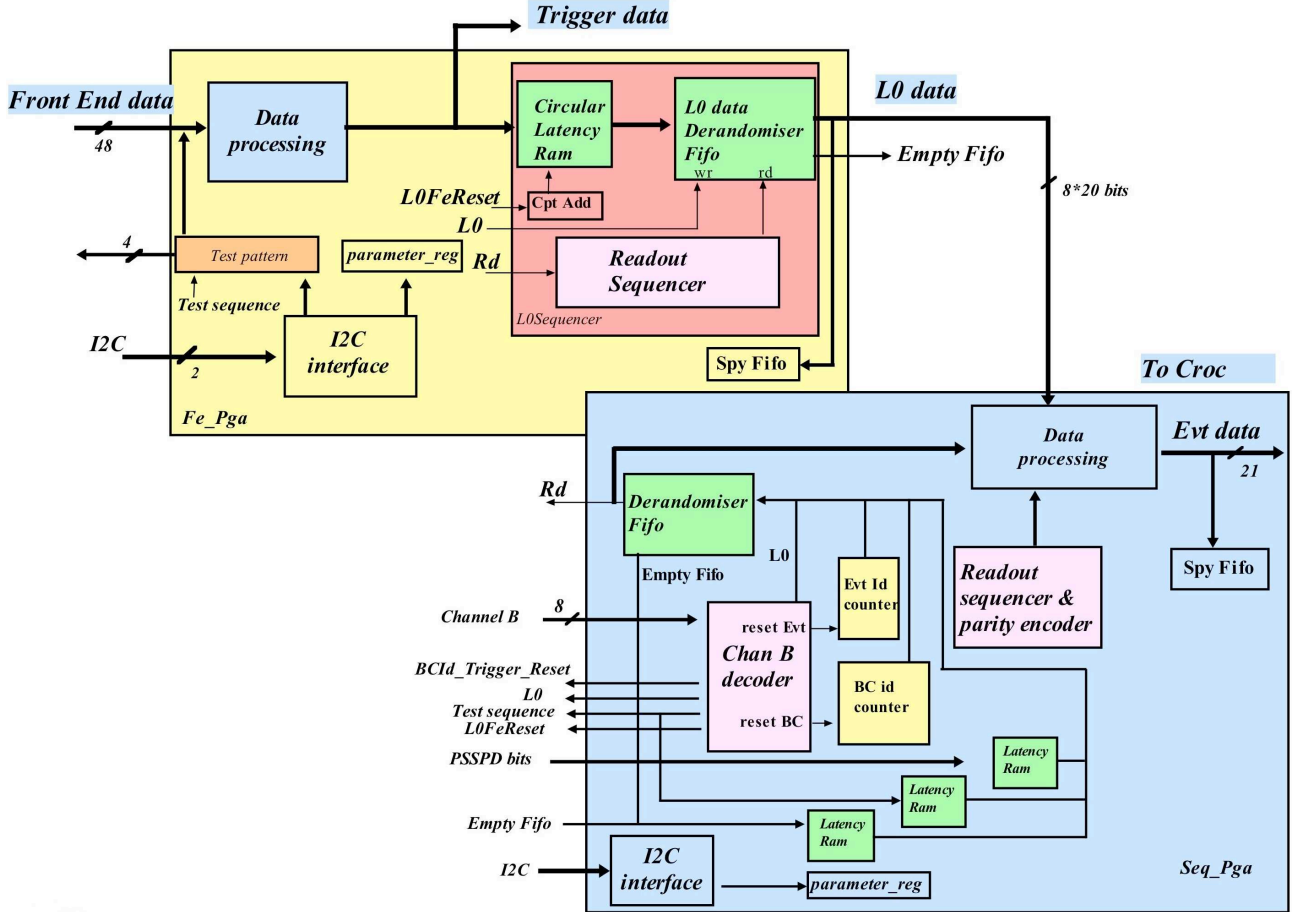 Trigger data
Front End data
48
Data
processing
Circular
Latency
Ram
L0 data
Derandomiser
Fifo
wr
rd
L0 data
Empty Fifo
8*20 bits
L0FeReset
Cpt Add
L0
Rd
Readout
Sequencer
L0Sequencer
4
Test pattern
Test sequence
parameter_reg
I2C
2
I2C
interface
Spy Fifo
Fe_Pga
To Croc
Data
processing
Evt data
21
Rd
Derandomiser
Fifo
Empty Fifo
L0
Spy Fifo
Readout
sequencer &
parity encoder
Evt Id
counter
Channel B
8
reset Evt
Chan B
decoder
reset BC
BC id
counter
BCId_Trigger_Reset
L0
Test sequence
L0FeReset
PSSPD bits
Latency
Ram
Latency
Ram
Empty Fifo
Latency
Ram
I2C
I2C
interface
parameter_reg
Seq_Pga